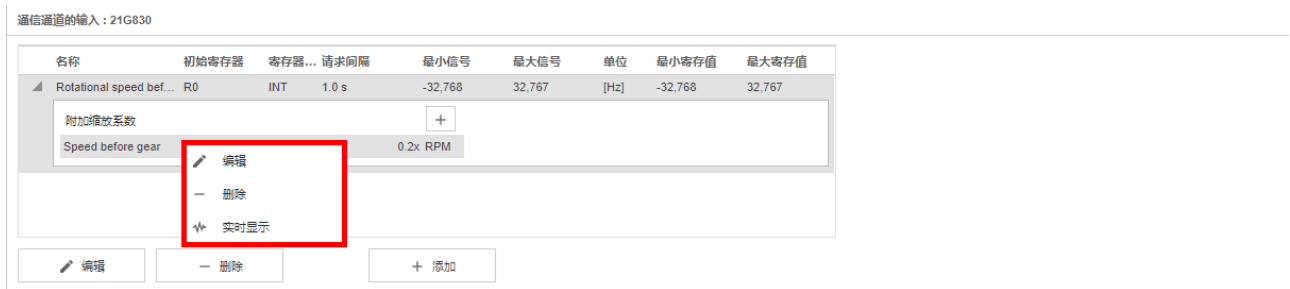 通信通道的输入：21G830
名称 初始寄存器 寄存器... 请求间隔 最小信号 最大信号 单位 最小寄存值 最大寄存值
Rotational speed bef... R0 INT 1.0 s -32,768 32,767 [Hz] -32,768 32,767
附加缩放系数 +
Speed before gear 0.2x RPM
编辑
删除
实时显示
编辑 删除 + 添加